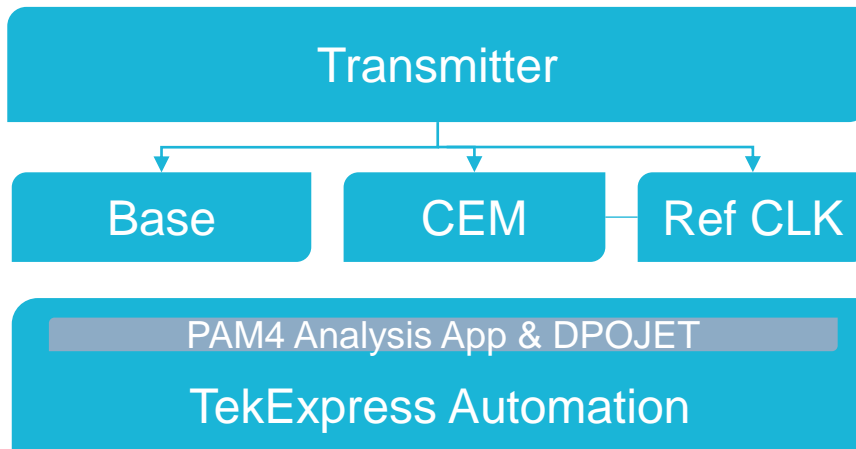 Transmitter
Base CEM Ref CLK
PAM4 Analysis App & DPOJET
TekExpress Automation